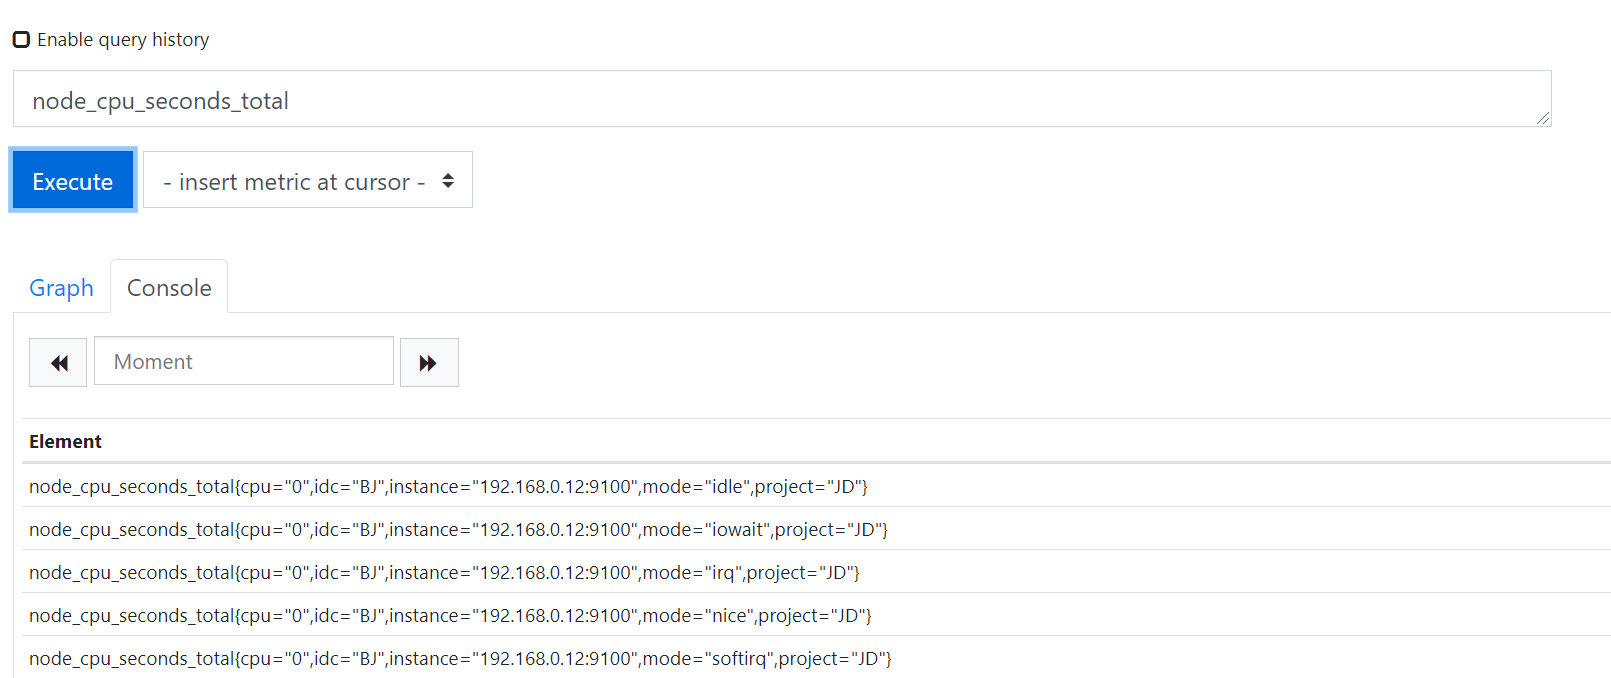 Enable query history
node_cpu_seconds_total
Execute
- insert metric at cursor -
Graph
Console
Moment
Element
node_cpu_seconds_total{cpu="0",idc="BJ",instance="192.168.0.12:9100",mode="idle",project="JD"}
node_cpu_seconds_total{cpu="0",idc="BJ",instance="192.168.0.12:9100",mode="iowait",project="JD"}
node_cpu_seconds_total{cpu="0",idc="BJ",instance="192.168.0.12:9100",mode="irq",project="JD"}
node_cpu_seconds_total{cpu="0",idc="BJ",instance="192.168.0.12:9100",mode="nice",project="JD"}
node_cpu_seconds_total{cpu="0",idc="BJ",instance="192.168.0.12:9100",mode="softirq",project="JD"}